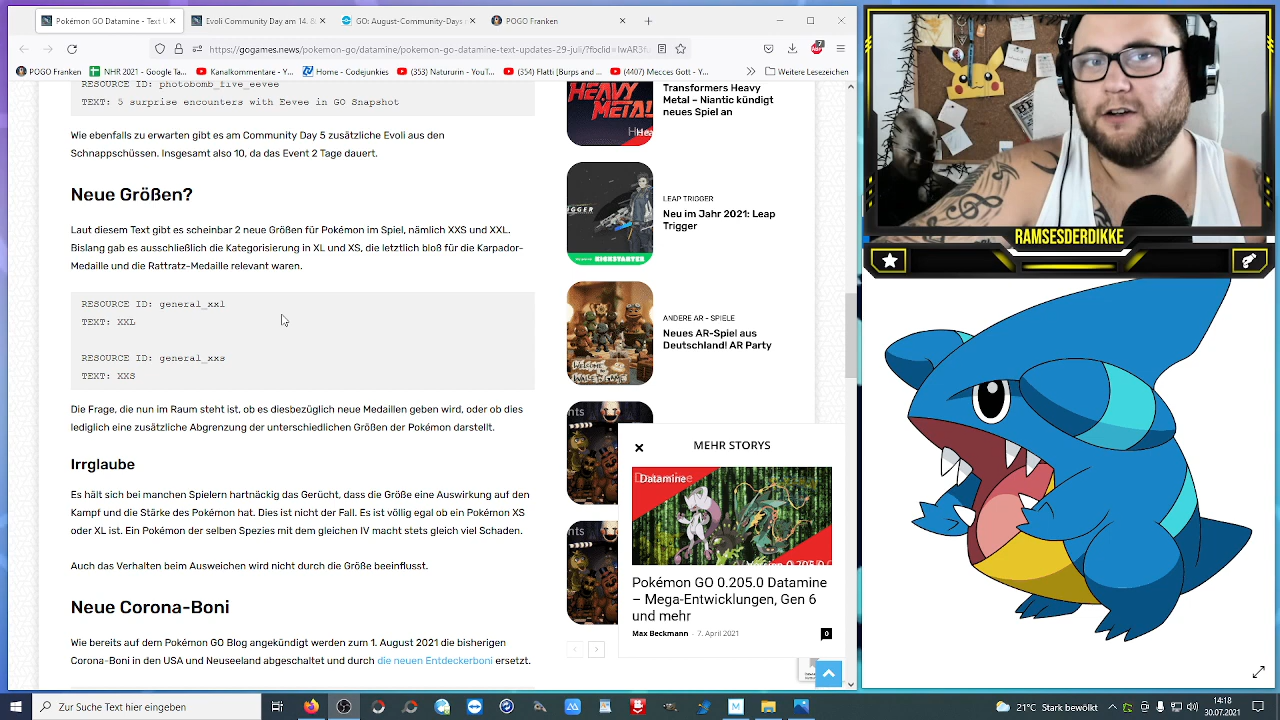 Pokémon GO Datamine - Text U
Evoli Community Day am 14.
GO: August-Community-Days m
POGO Franken
https://gogames.news/pokemon-go-datamine/pokemon-go-datamine-text-updates-29-juli/?fbclid=IwAR3f
POGO Franken
NHR 2021 - Google Ta...
Kanalkommentare - Y...
(353) Natururin - YouT...
(354) Flatti [Burps and ...
(4407) Mecces Gott - Y...
Weitere Lesezeichen
TEXT: 5 surprise encounters with Eevee in GO Snapshot
Wie ebenfalls zu erwarten gibt es am Community Day 5 zusätzliche Evoli aus den
Schnappschüssen. Insgesamt also 10, da das Event 2 Tage dauert.
Neue Größen?
Laut diesem Text gibt es scheinbar 2 neue Größen für Pokémon im Spiel, nämlich XXS und XXL.
Bislang gab es ausschließlich die Kategorisierung in XL und XS, die letztlich bloß für die Karpador-
Medaille und die Rattfratz-Medaille relevant waren.
RESOURCE ID: general_xxl
TEXT: XXL
RESOURCE ID: general_xxs
TEXT: XXS
Die Frage, die nun im Raum steht ist, ob es diesbezüglich neue Medaillen geben wird, oder ob dies
lediglich eine zusätzliche Abgrenzung der unterschiedlichen Größen der Pokémon darstellt.
Irrglaube
Es hält sich bei manchen Spielern hartnäckig das Gerücht, dass die Größe eine Auswirkung auf den
Kampf und die Stärke des Pokémon hat. Dies ist nicht der Fall. Es ist völlig egal ob ein Pokémon XS
oder XL ist. Ein Pokémon der selben Spezies mit den gleichen IV macht stets gleich viel Schaden.
Auch das Verhalten beim Ausweichen wird nicht durch die Größe beeinflusst.
Neue Corona-Boni
Wie bereits auf dem Pokémon GO Blog angekündigt werden zum 1. August 2021 die bisherigen
Corona-Boni in den USA und Neuseeland abgeschaltet und durch die neuen Entdeckerboni ersetzt.
HEAVY
METAL
Hea
Transformers Heavy
Metal – Niantic kündigt
neues Spiel an
LEAP TRIGGER
Neu im Jahr 2021: Leap
Trigger
KICKSTARTER
ANDERE AR - SPIELE
Neues AR-Spiel aus
Deutschland! AR Party
WELCOME
nts
nts
MEHR STORYS
Datamine
Pokémon GO 0.205.0 Datamine
– Mega-Entwicklungen, Gen 6
und mehr
Max Beckmann - 7. April 2021
0
RAMSESDERDIKKE
Zur Suche Text hier eingeben
21°C Starker Regen
14:18
30.07.2021